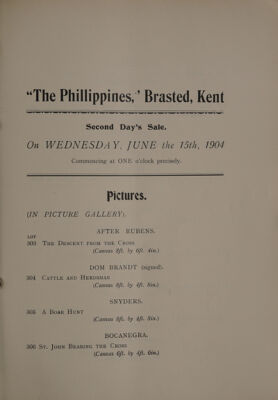 "The Phillippines,' Brasted, Kent
Second Day's Sale.
On WEDNESDAY, JUNE the 15th, 1904
Commencing at ONE o'clock precisely.
Pictures.
(IN PICTURE GALLERY).
AFTER RUBENS.
LOT
303 THE DESCENT FROM THE CROSS
(Canvas 6ft. by 4ft. 4in.)
DOM BRANDT (signed).
304 CATTLE AND HERDSMAN
(Canvas 6ft. by 4ft. 8in.)
SNYDERS.
305 A BOAR HUNT
(Canvas 6ft. by 4ft. 8in.)
BOCANEGRA.
306 ST. JOHN BEARING THE CROSS
(Canvas 6ft. by 4ft. 6in.)